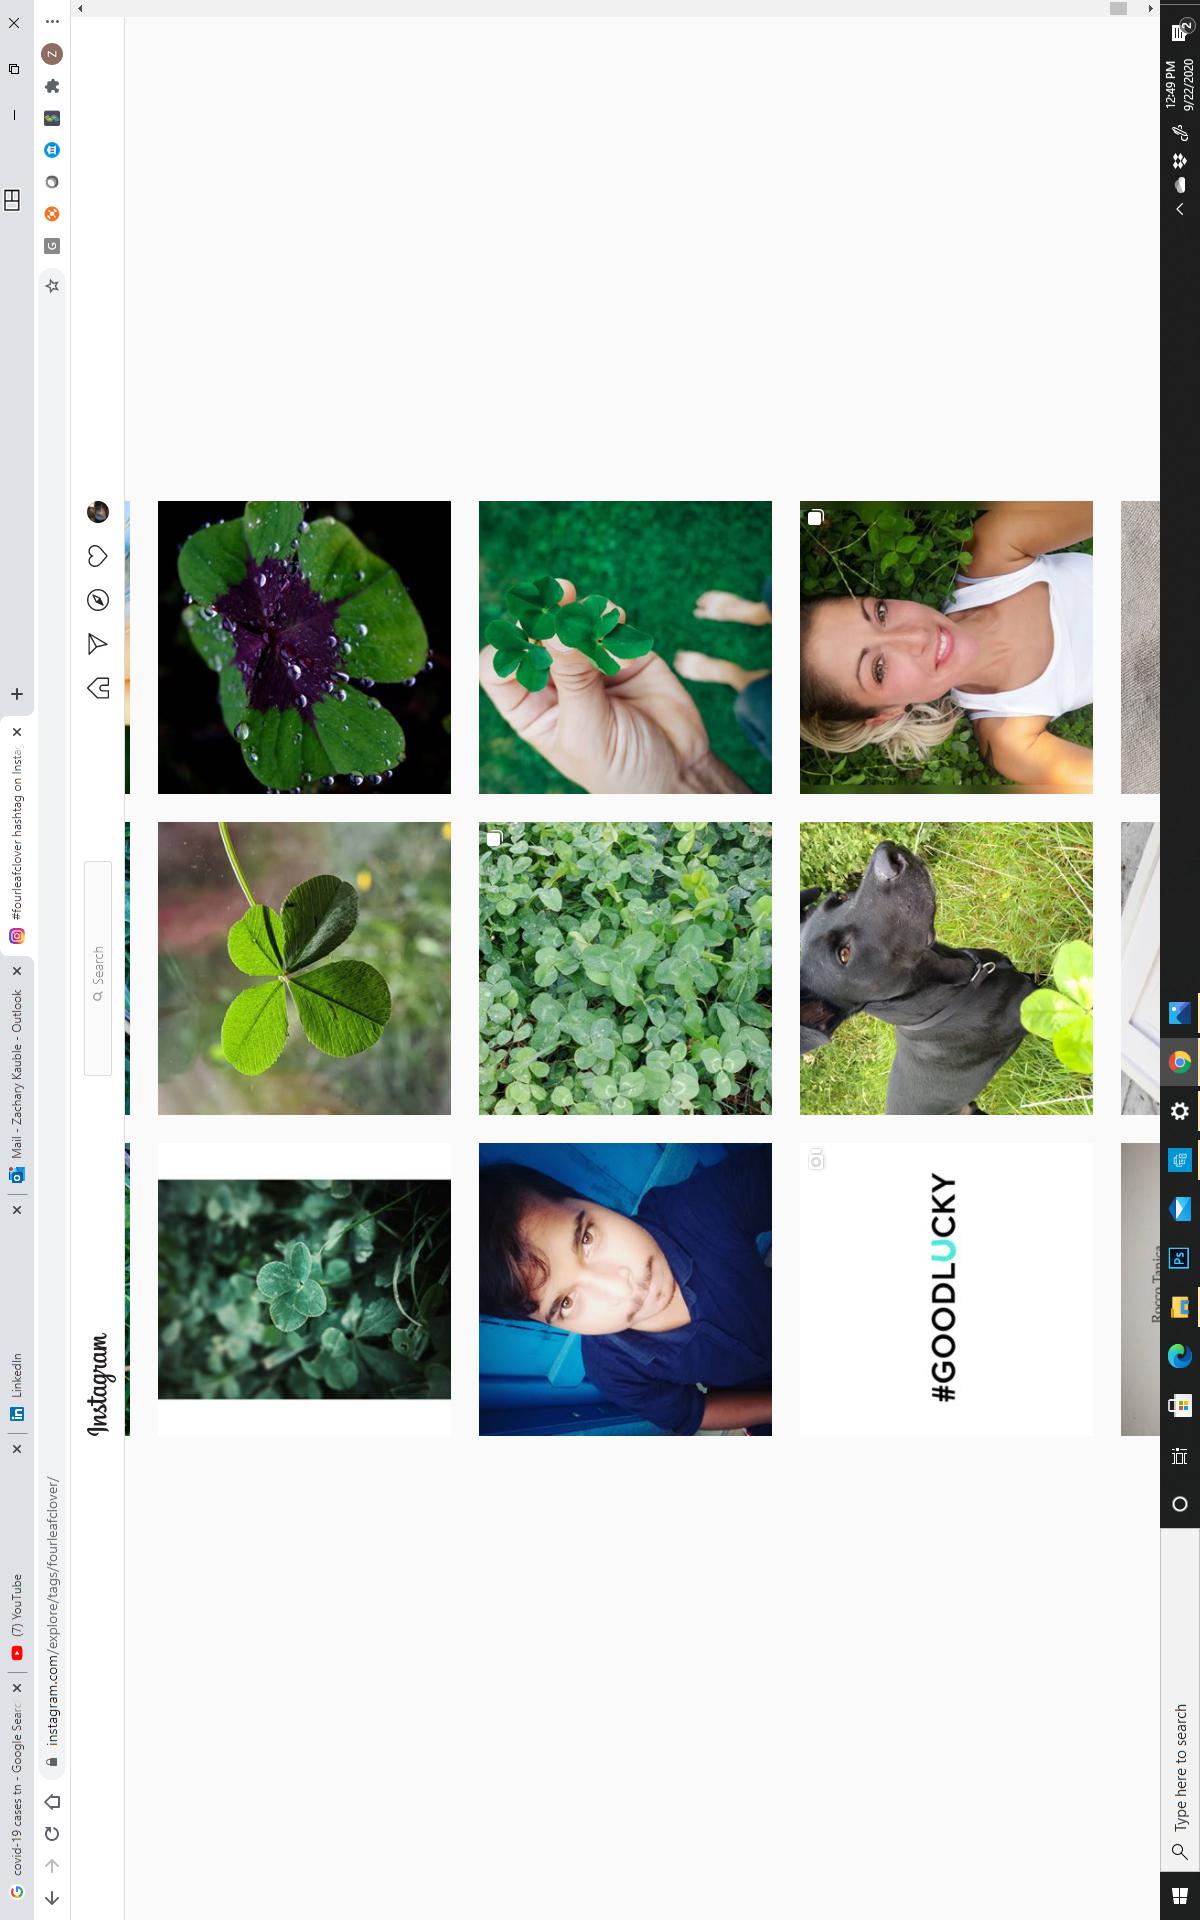 covid-19 cases tn - Google Searc
(7) YouTube
LinkedIn
Mail - Zachary Kauble - Outlook
#fourleafclover hashtag on Insta
instagram.com/explore/tags/fourleafclover/
G
Z
Instagram
Search
#GOODLUCKY
Rocco Tanica
Type here to search
Ps
12:49 PM
9/22/2020
2